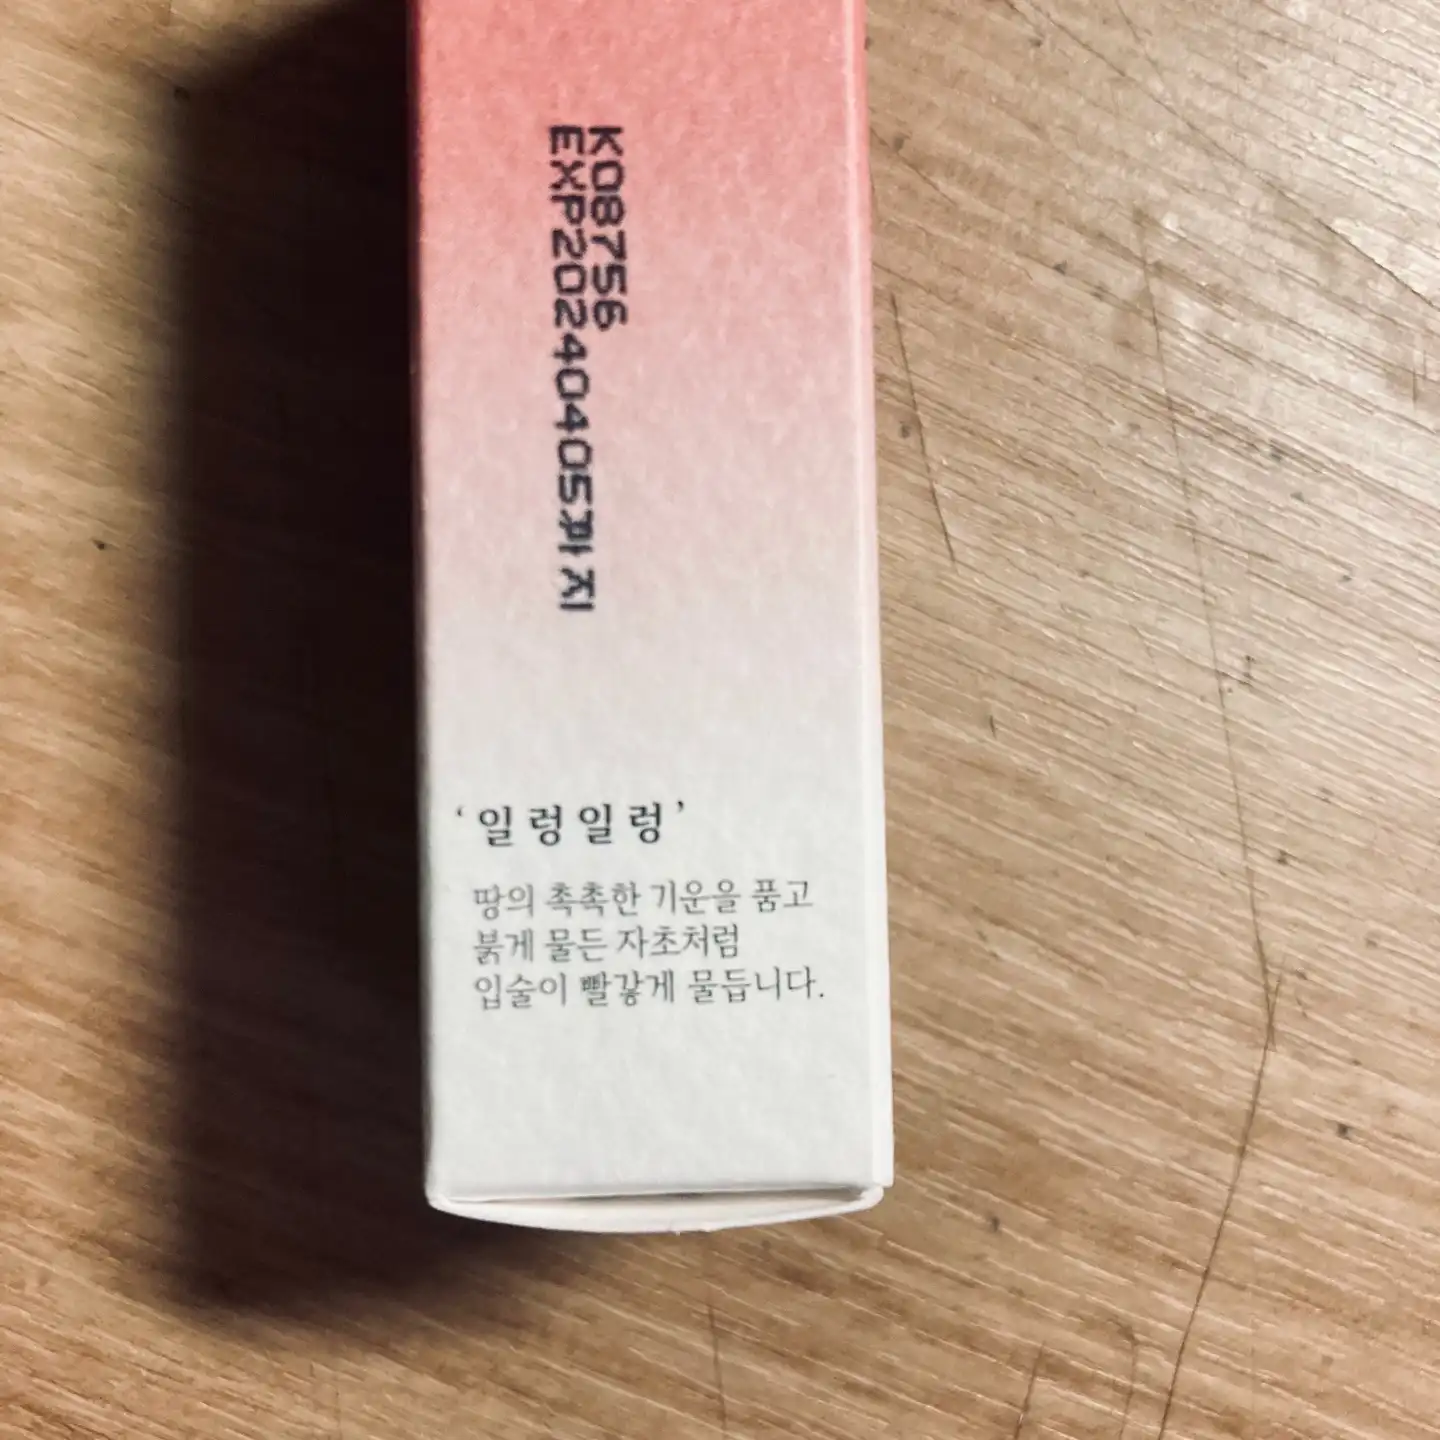 K08756
EXP20240405까지
‘일렁일렁’
땅의 촉촉한 기운을 품고
붉게 물든 자초처럼
입술이 빨갛게 물듭니다.